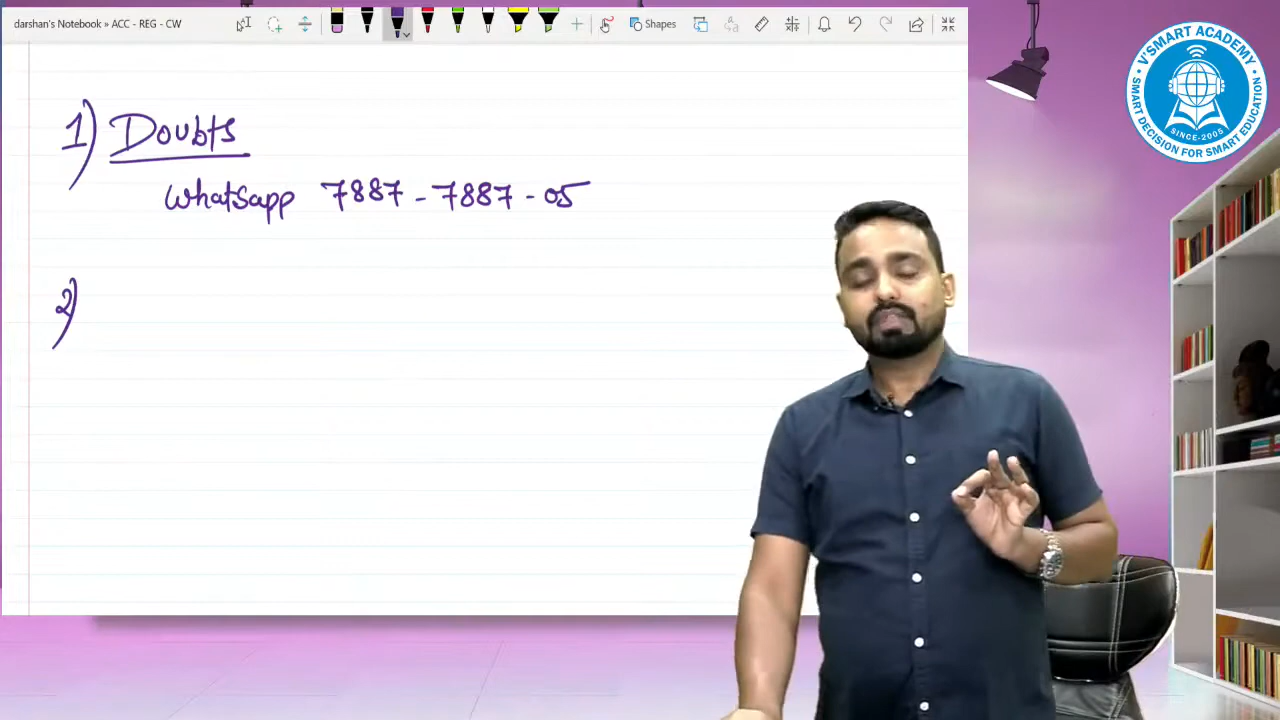 darshan's Notebook » ACC - REG - CW
Shapes
1) Doubts
Whatsapp 7887 - 7887 - 05
2)
V'SMART ACADEMY
SINCE-2005
SMART DECISION FOR SMART EDUCATION